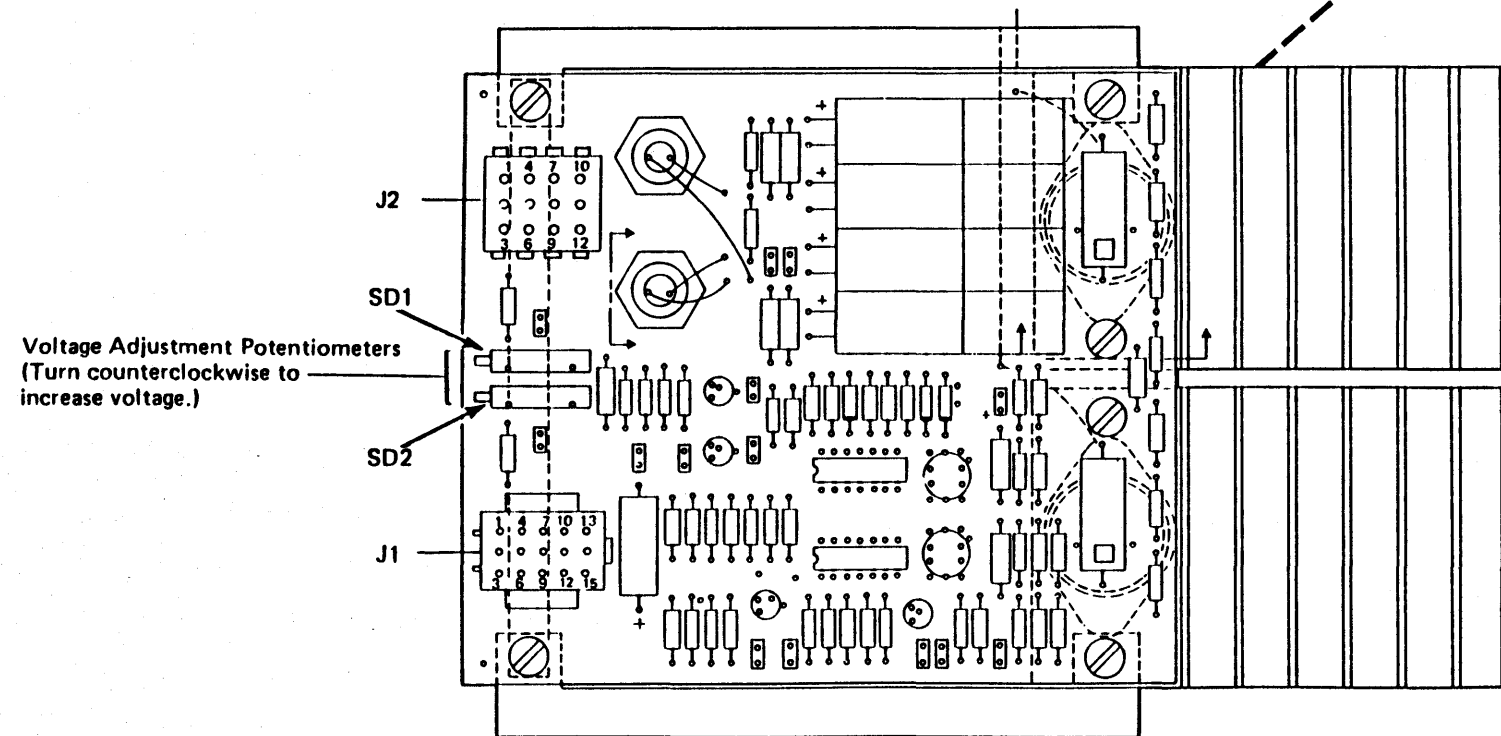 J2
1 4 7 10
3 6 9 12
SD1
Voltage Adjustment Potentiometers
(Turn counterclockwise to
increase voltage.)
SD2
J1
1 4 7 10 13
3 6 9 12 15
+
+
+
+
+
+